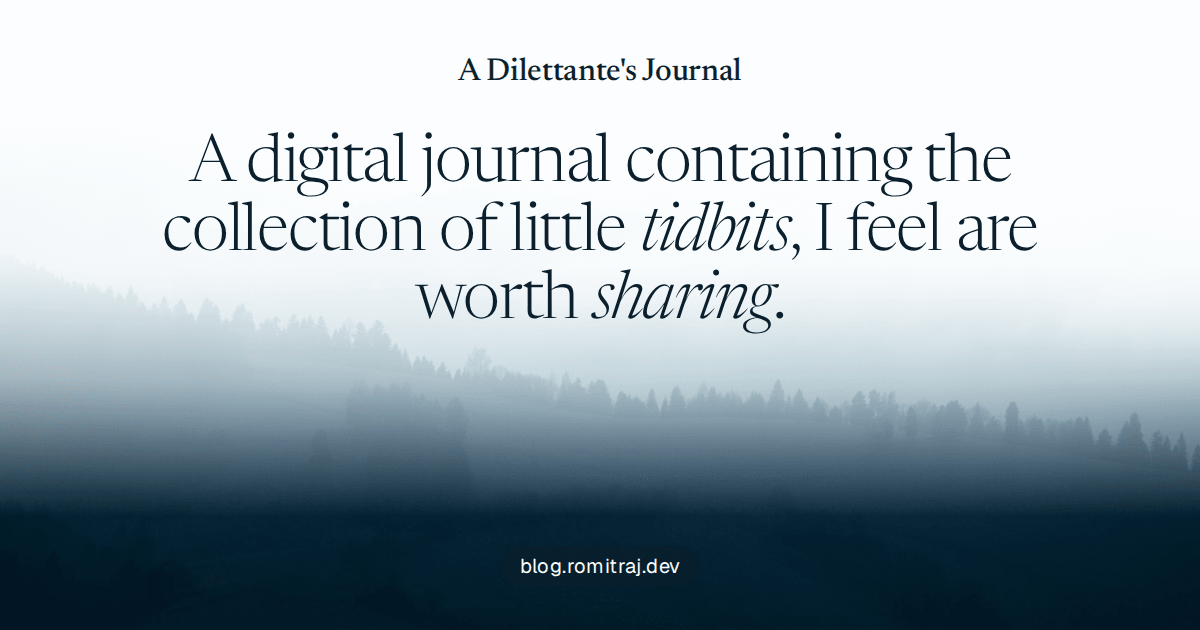 A Dilettante's Journal
A digital journal containing the
collection of little tidbits, I feel are
worth sharing.
blog.romitraj.dev